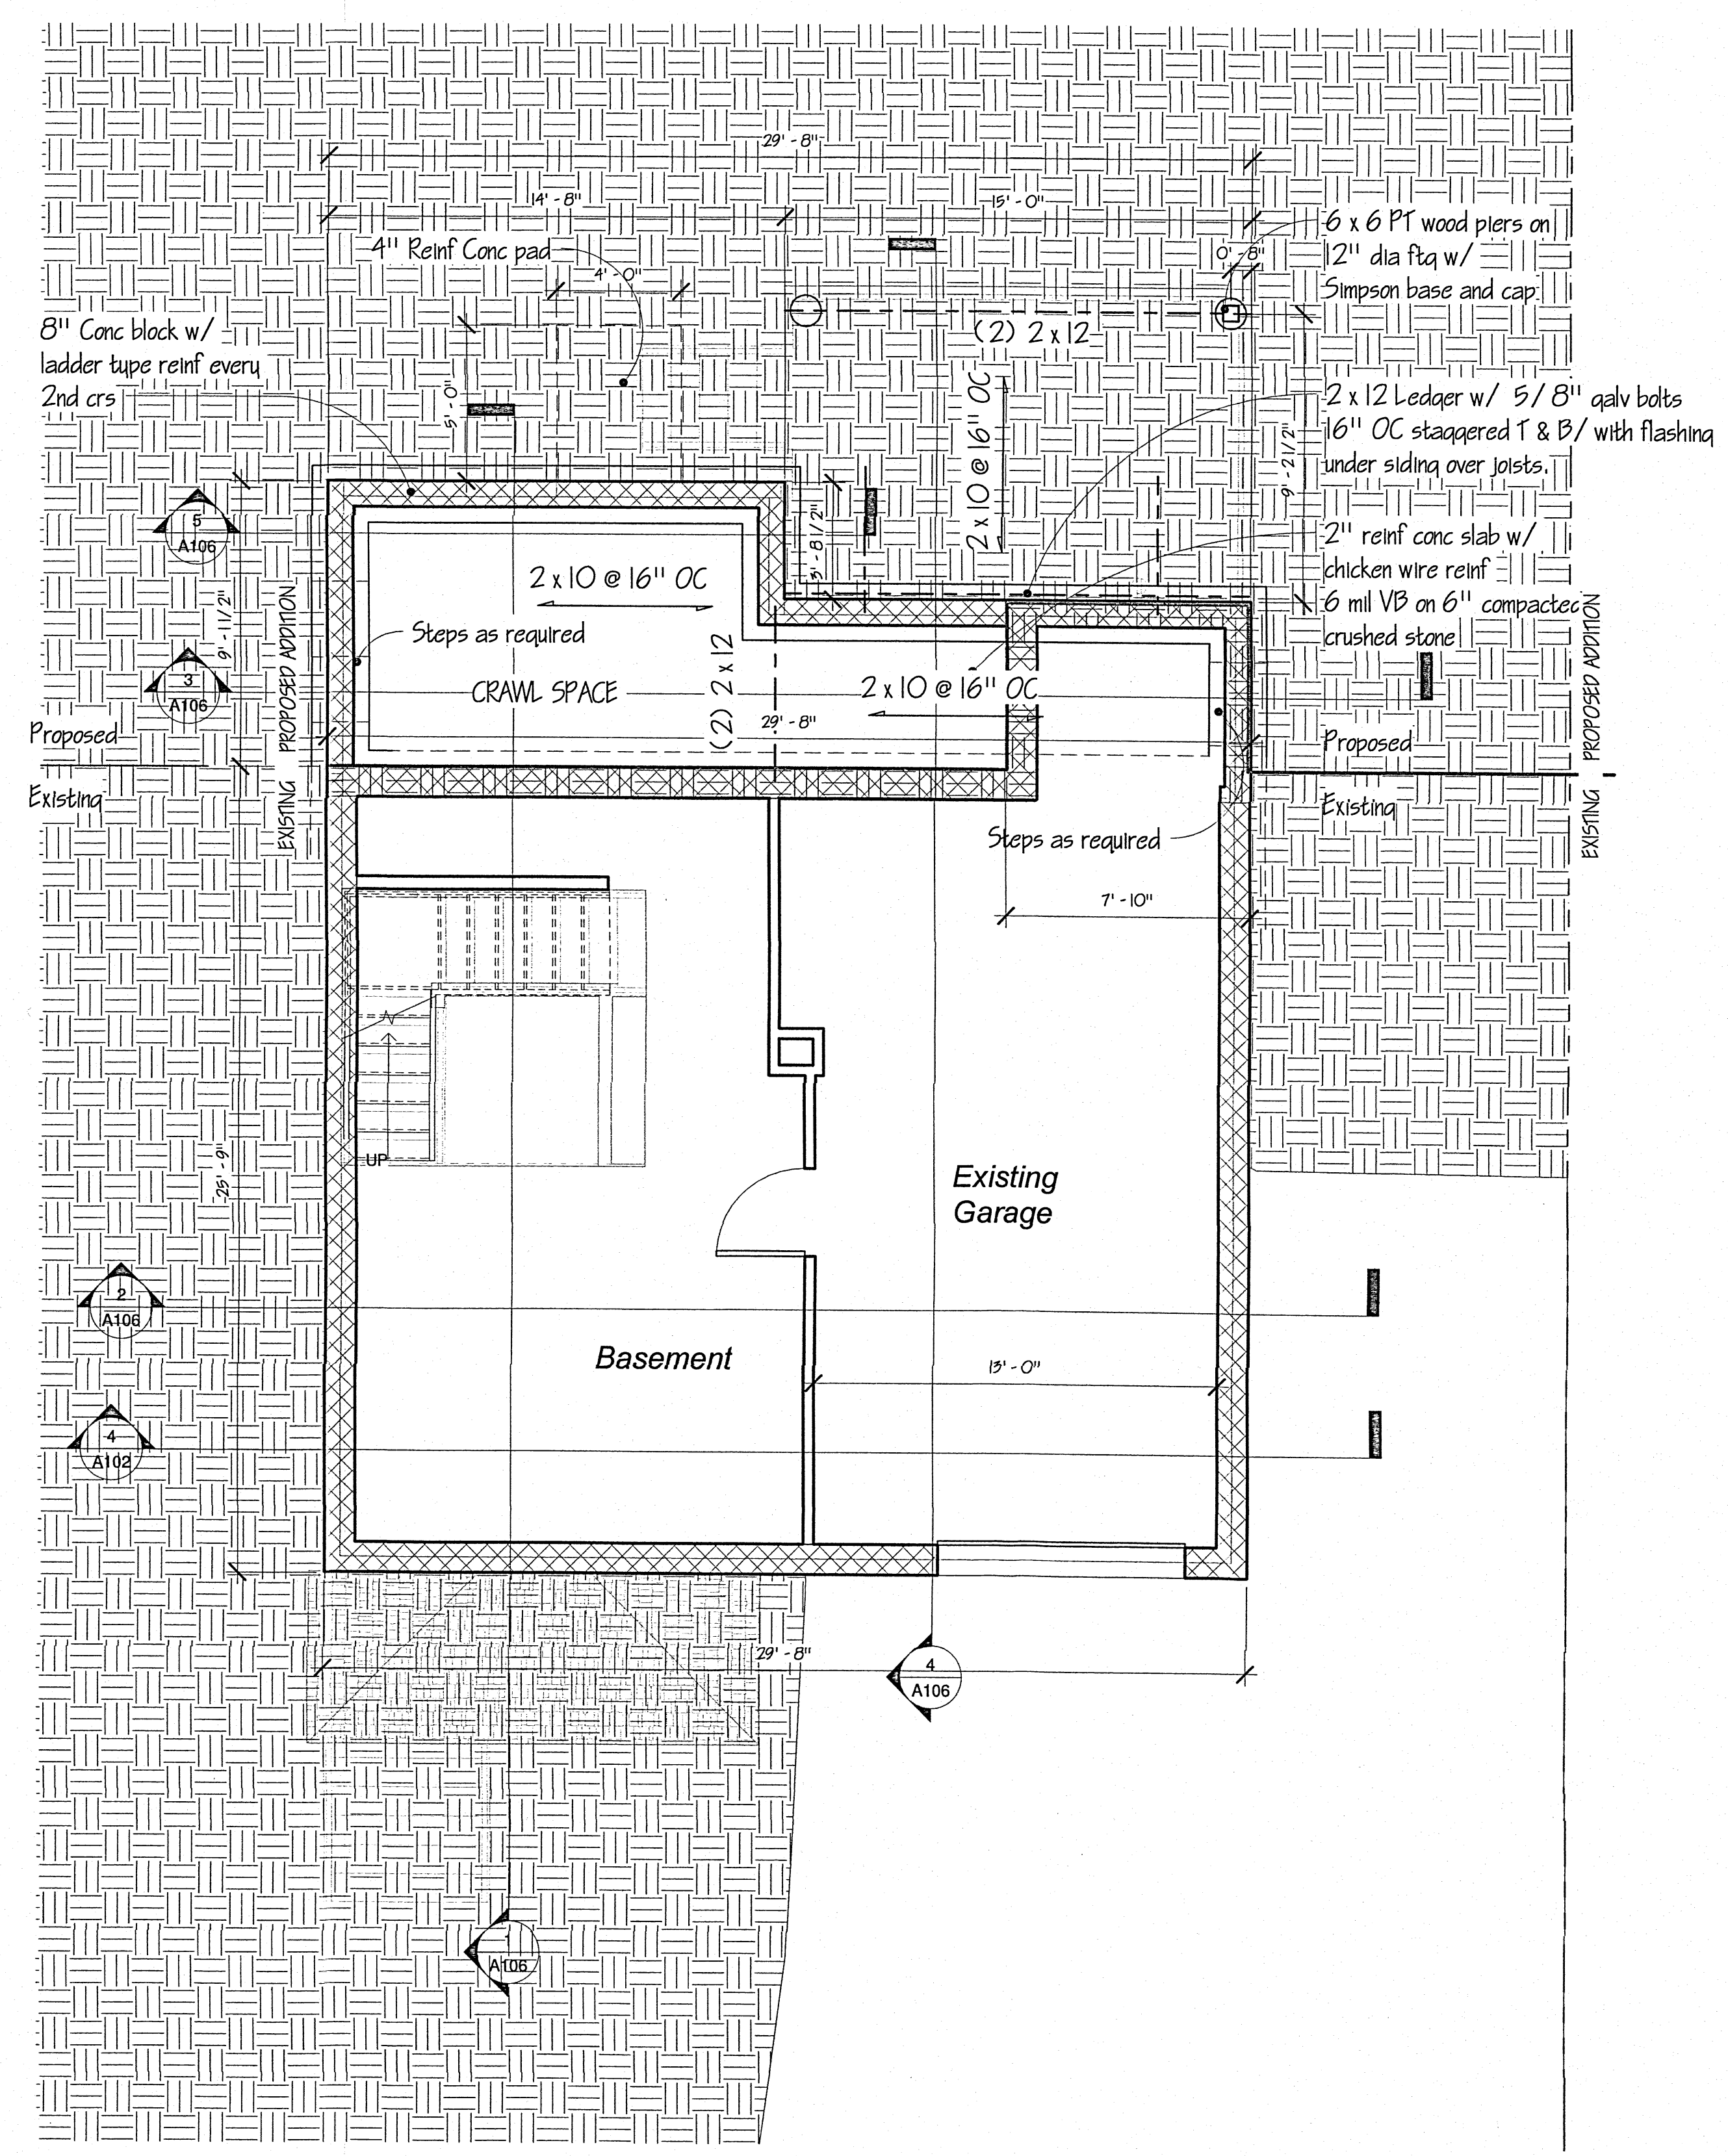 29' - 8"
14' - 8"
15' - 0"
4" Reinf Conc pad
4' - 0"
0' - 8"
6 x 6 PT wood piers on
12" dia ftg w/
Simpson base and cap
8" Conc block w/
ladder type reinf every
2nd crs
5' - 0"
(2) 2 x 12
2 x 10 @ 16" OC
2 x 12 Ledger w/ 5/8" galv bolts
16" OC staggered T & B/ with flashing
under siding over joists.
9' - 2 1/2"
5
A106
3' - 8 1/2"
2" reinf conc slab w/
chicken wire reinf
6 mil VB on 6" compacted
crushed stone
2 x 10 @ 16" OC
Steps as required
9' - 11 1/2"
PROPOSED ADDITION
PROPOSED ADDITION
3
A106
CRAWL SPACE
(2) 2 x 12
2 x 10 @ 16" OC
29' - 8"
Proposed
Proposed
Existing
EXISTING
Existing
EXISTING
Steps as required
7' - 10"
UP
25' - 9"
Existing
Garage
2
A106
Basement
13' - 0"
4
A102
29' - 8"
4
A106
1
A106